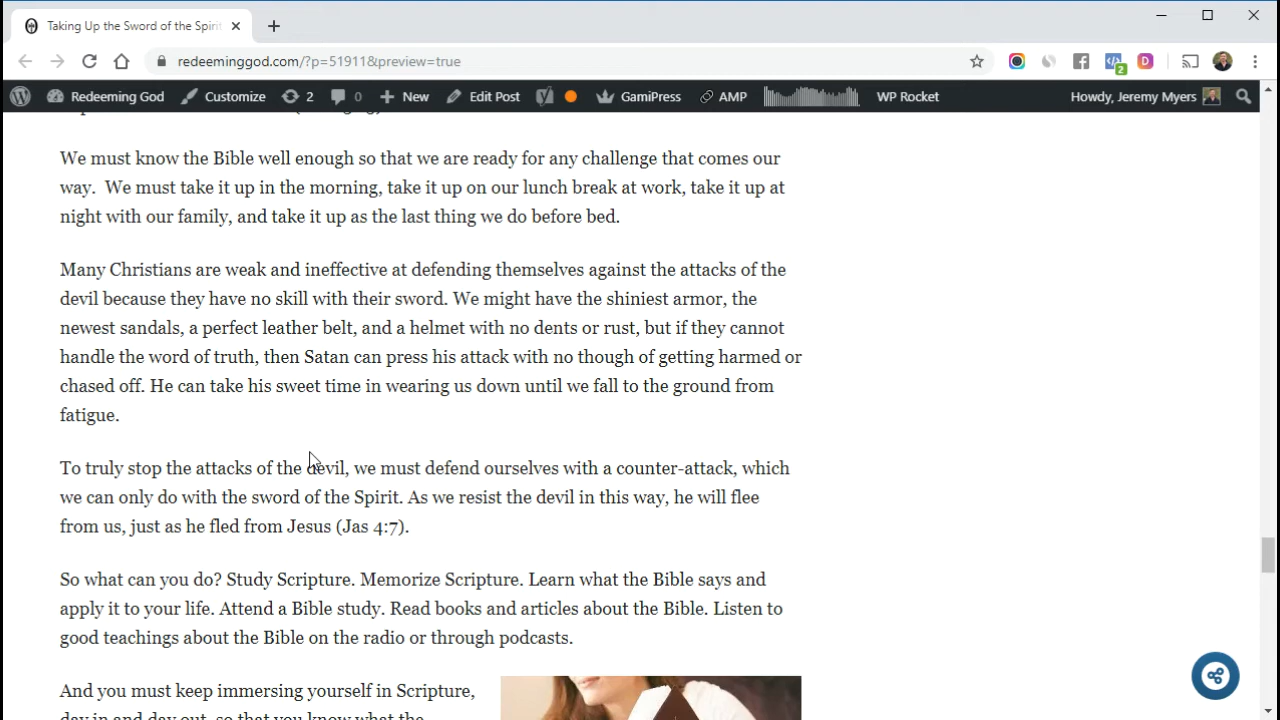 Taking Up the Sword of the Spirit
redeeminggod.com/?p=51911&preview=true
2
Redeeming God Customize 2 0 New Edit Post GamiPress AMP WP Rocket Howdy, Jeremy Myers
We must know the Bible well enough so that we are ready for any challenge that comes our
way.  We must take it up in the morning, take it up on our lunch break at work, take it up at
night with our family, and take it up as the last thing we do before bed.
Many Christians are weak and ineffective at defending themselves against the attacks of the
devil because they have no skill with their sword. We might have the shiniest armor, the
newest sandals, a perfect leather belt, and a helmet with no dents or rust, but if they cannot
handle the word of truth, then Satan can press his attack with no though of getting harmed or
chased off. He can take his sweet time in wearing us down until we fall to the ground from
fatigue.
To truly stop the attacks of the devil, we must defend ourselves with a counter-attack, which
we can only do with the sword of the Spirit. As we resist the devil in this way, he will flee
from us, just as he fled from Jesus (Jas 4:7).
So what can you do? Study Scripture. Memorize Scripture. Learn what the Bible says and
apply it to your life. Attend a Bible study. Read books and articles about the Bible. Listen to
good teachings about the Bible on the radio or through podcasts.
And you must keep immersing yourself in Scripture,
day in and day out, so that you know what the